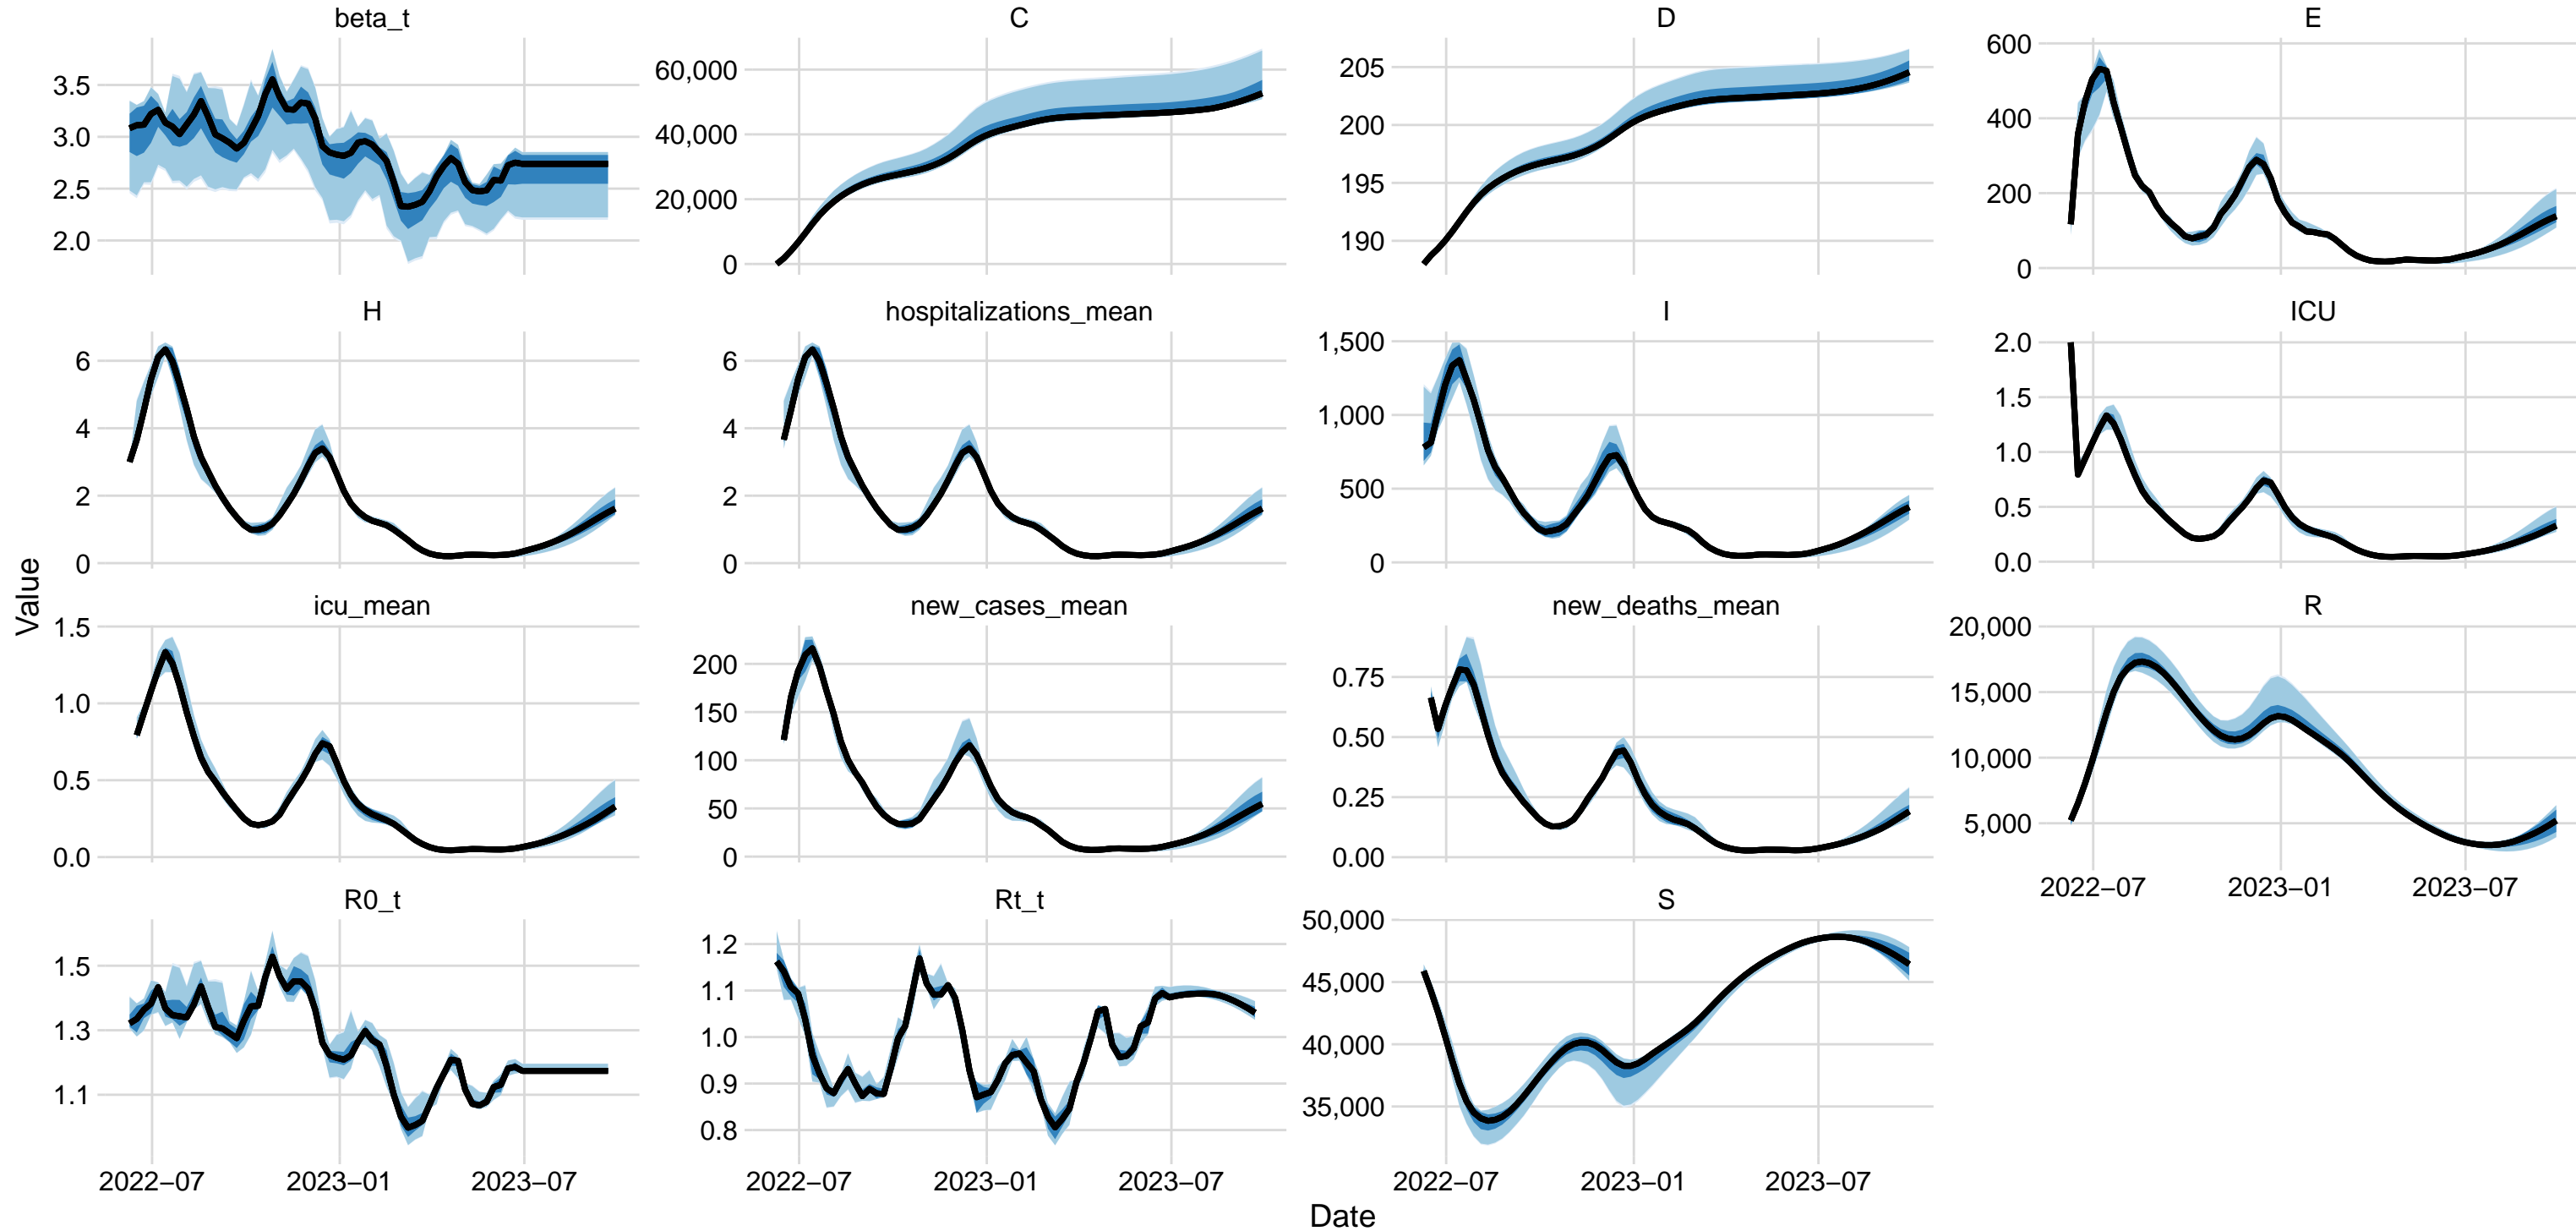 beta_t
C
D
E
3.5
3.0
2.5
2.0
60,000
40,000
20,000
0
205
200
195
190
600
400
200
0
H
hospitalizations_mean
I
ICU
6
4
2
0
6
4
2
0
1,500
1,000
500
0
2.0
1.5
1.0
0.5
0.0
Value
icu_mean
new_cases_mean
new_deaths_mean
R
1.5
1.0
0.5
0.0
200
150
100
50
0
0.75
0.50
0.25
0.00
20,000
15,000
10,000
5,000
2022−07 2023−01 2023−07
R0_t
Rt_t
S
1.5
1.3
1.1
1.2
1.1
1.0
0.9
0.8
50,000
45,000
40,000
35,000
2022−07 2023−01 2023−07
2022−07 2023−01 2023−07
2022−07 2023−01 2023−07
Date